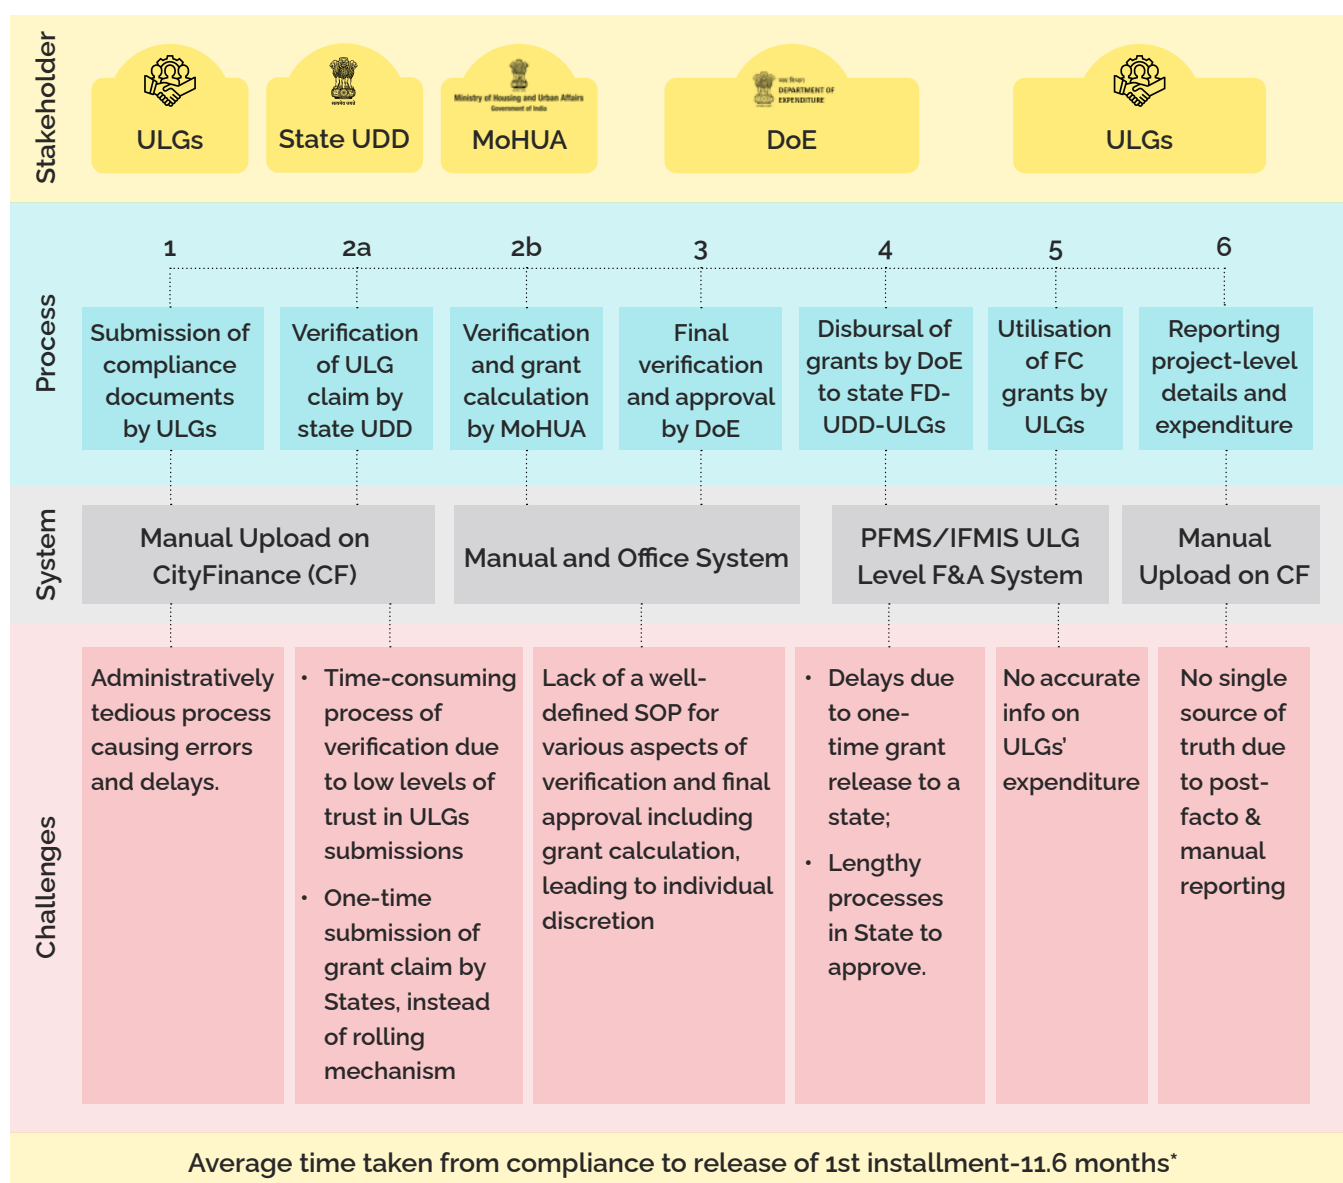 Stakeholder
ULGs
सत्यमेव जयते
State UDD
Ministry of Housing and Urban Affairs
Government of India
MoHUA
व्यय विभाग
DEPARTMENT OF
EXPENDITURE
DoE
ULGs
Process
1
2a
2b
3
4
5
6
Submission of
compliance
documents
by ULGs
Verification
of ULG
claim by
state UDD
Verification
and grant
calculation
by MoHUA
Final
verification
and approval
by DoE
Disbursal of
grants by DoE
to state FD-
UDD-ULGs
Utilisation
of FC
grants by
ULGs
Reporting
project-level
details and
expenditure
System
Manual Upload on
CityFinance (CF)
Manual and Office System
PFMS/IFMIS ULG
Level F&A System
Manual
Upload on CF
Challenges
Administratively
tedious process
causing errors
and delays.
• Time-consuming
process of
verification due
to low levels of
trust in ULGs
submissions
• One-time
submission of
grant claim by
States, instead
of rolling
mechanism
Lack of a well-
defined SOP for
various aspects of
verification and final
approval including
grant calculation,
leading to individual
discretion
• Delays due
to one-
time grant
release to a
state;
• Lengthy
processes
in State to
approve.
No accurate
info on
ULGs’
expenditure
No single
source of
truth due
to post-
facto &
manual
reporting
Average time taken from compliance to release of 1st installment-11.6 months*